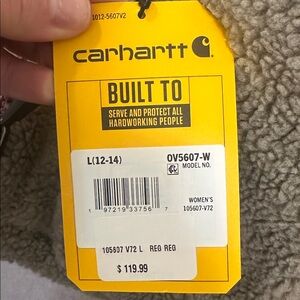 1012-5607V2
carhartt
BUILT TO
SERVE AND PROTECT ALL
HARDWORKING PEOPLE
L(12-14) OV5607-W
MODEL NO.
WOMEN'S
1 97219 33756 7 105607-V72
105607 V72 L REG REG
$ 119.99